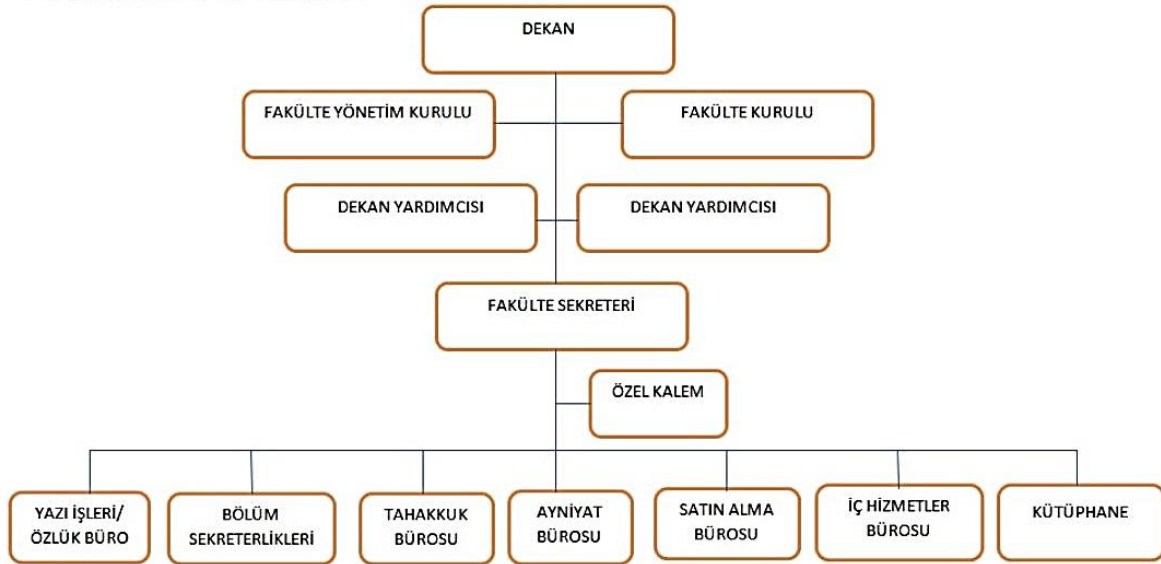 DEKAN
FAKÜLTE YÖNETİM KURULU
FAKÜLTE KURULU
DEKAN YARDIMCISI
DEKAN YARDIMCISI
FAKÜLTE SEKRETERİ
ÖZEL KALEM
YAZI İŞLERİ/
ÖZLÜK BÜRO
BÖLÜM
SEKRETERLİKLERİ
TAHAKKUK
BÜROSU
AYNİYAT
BÜROSU
SATIN ALMA
BÜROSU
İÇ HİZMETLER
BÜROSU
KÜTÜPHANE